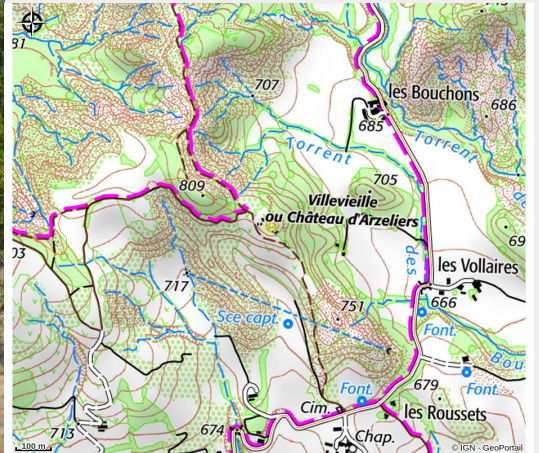 81
707
les Bouchons
686
685
Torrent
Torrent
809
705
Villevieille
ou Château d'Arzeliers
69
des
03
les Vollaires
717
751
666
Sce capt.
Font.
Bou
679
Font.
Font.
Cim.
les Roussets
674
713
Chap.
100 m
© IGN - GeoPortail